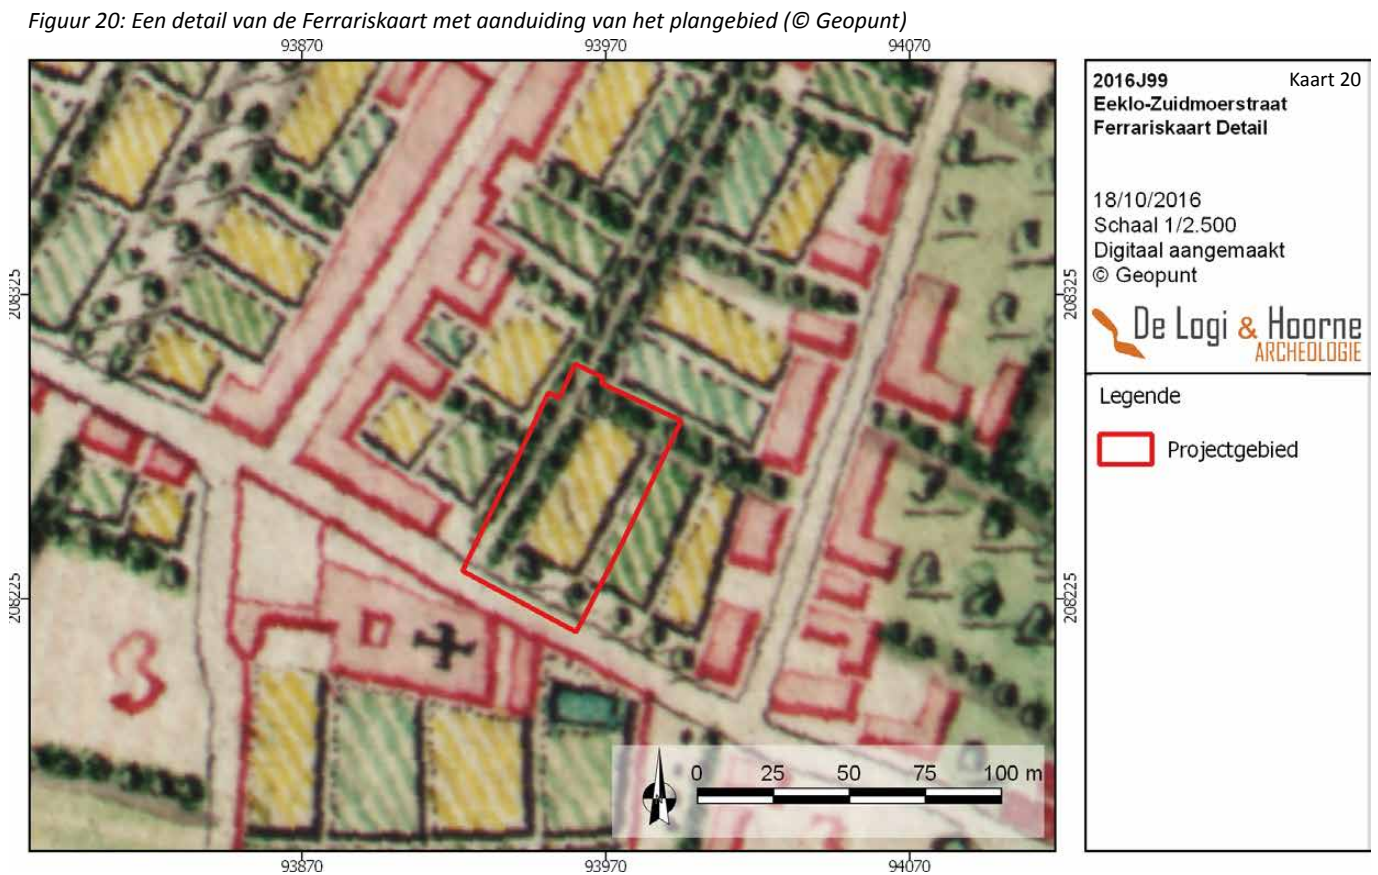 Figuur 20: Een detail van de Ferrariskaart met aanduiding van het plangebied (© Geopunt)
93870 93970 94070
2016J99 Kaart 20
Eeklo-Zuidmoerstraat
Ferrariskaart Detail
18/10/2016
Schaal 1/2.500
Digitaal aangemaakt
© Geopunt
208325 208325
De Logi & Hoorne
ARCHEOLOGIE
Legende
Projectgebied
208225 208225
0 25 50 75 100 m
93870 93970 94070